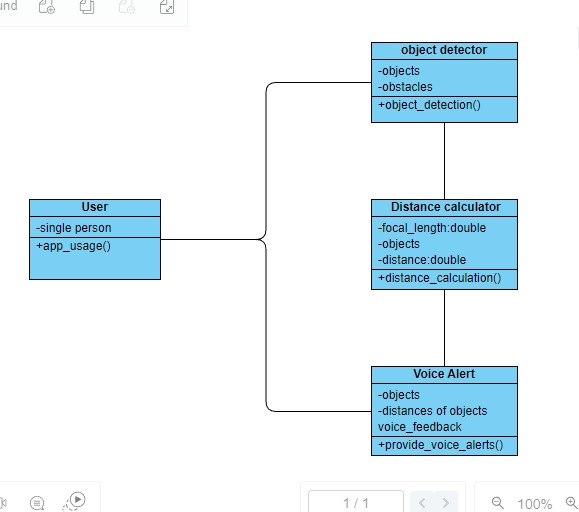 und
object detector
-objects
-obstacles
+object_detection()
User
-single person
+app_usage()
Distance calculator
-focal_length:double
-objects
-distance:double
+distance_calculation()
Voice Alert
-objects
-distances of objects
voice_feedback
+provide_voice_alerts()
1 / 1
100%